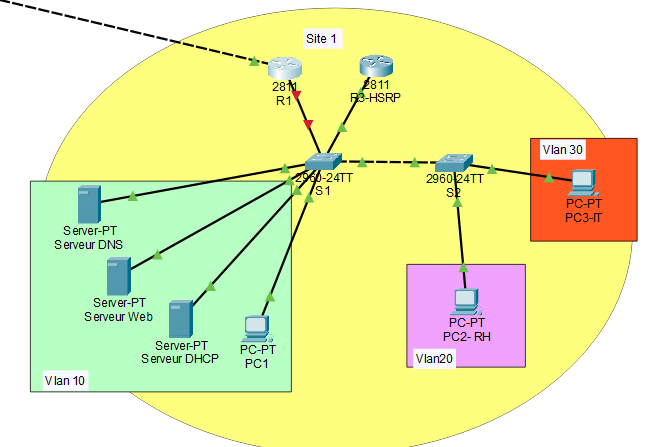 Site 1
2811
R1
2811
R3-HSRP
2960-24TT
S1
2960-24TT
S2
Vlan 30
PC-PT
PC3-IT
Server-PT
Serveur DNS
Server-PT
Serveur Web
Server-PT
Serveur DHCP
PC-PT
PC1
Vlan 10
PC-PT
PC2- RH
Vlan20